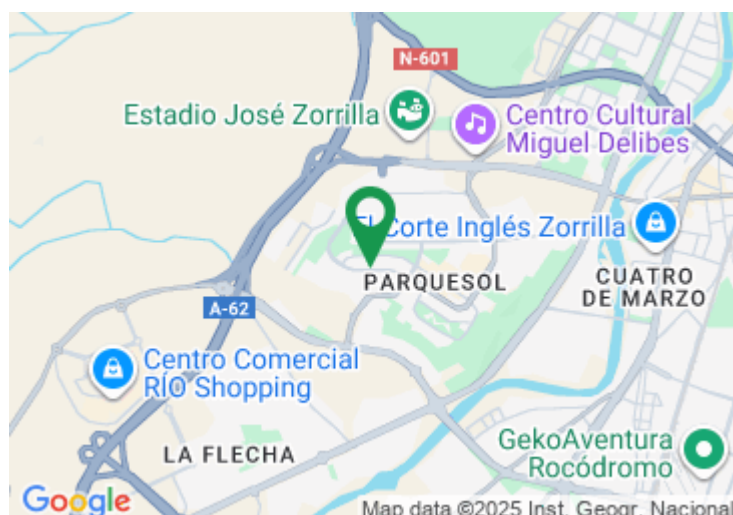 N-601
Estadio José Zorrilla
Centro Cultural
Miguel Delibes
El Corte Inglés Zorrilla
PARQUESOL
CUATRO
DE MARZO
A-62
Centro Comercial
RÍO Shopping
LA FLECHA
GekoAventura
Rocódromo
Google
Map data ©2025 Inst. Geogr. Nacional